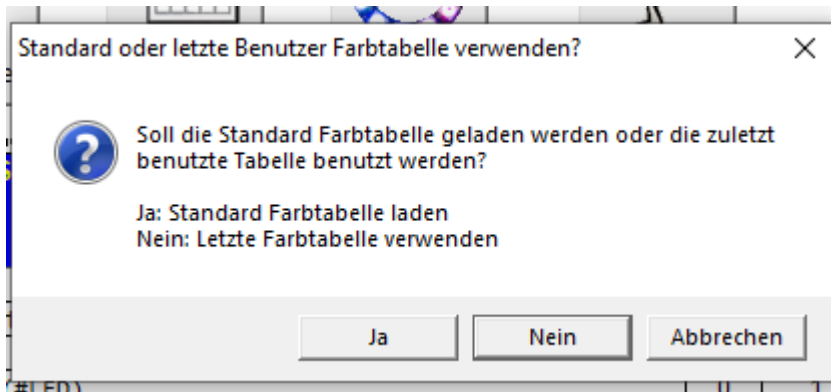 Standard oder letzte Benutzer Farbtabelle verwenden?
Soll die Standard Farbtabelle geladen werden oder die zuletzt
benutzte Tabelle benutzt werden?
Ja: Standard Farbtabelle laden
Nein: Letzte Farbtabelle verwenden
Ja
Nein
Abbrechen